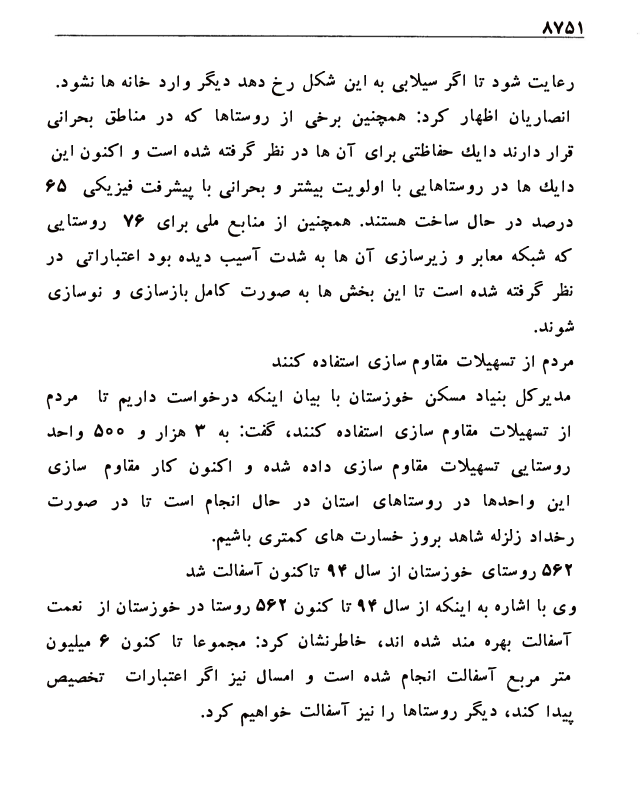 ۸۷۵۱
رعایت شود تا اگر سیلابی به این شکل رخ دهد دیگر وارد خانه ها نشود.
انصاریان اظهار کرد: همچنین برخی از روستاها که در مناطق بحرانی
قرار دارند دایك حفاظتی برای آن ها در نظر گرفته شده است و اکنون این
دایك ها در روستاهایی با اولویت بیشتر و بحرانی با پیشرفت فیزیکی ۶۵
درصد در حال ساخت هستند. همچنین از منابع ملی برای ۷۶ روستایی
که شبکه معابر و زیرسازی آن ها به شدت آسیب دیده بود اعتباراتی در
نظر گرفته شده است تا این بخش ها به صورت کامل بازسازی و نوسازی
شوند.
مردم از تسهیلات مقاوم سازی استفاده کنند
مدیرکل بنیاد مسکن خوزستان با بیان اینکه درخواست داریم تا مردم
از تسهیلات مقاوم سازی استفاده کنند، گفت: به ۳ هزار و ۵۰۰ واحد
روستایی تسهیلات مقاوم سازی داده شده و اکنون کار مقاوم سازی
این واحدها در روستاهای استان در حال انجام است تا در صورت
رخداد زلزله شاهد بروز خسارت های کمتری باشیم.
۵۶۲ روستای خوزستان از سال ۹۴ تاکنون آسفالت شد
وی با اشاره به اینکه از سال ۹۴ تا کنون ۵۶۲ روستا در خوزستان از نعمت
آسفالت بهره مند شده اند، خاطرنشان کرد: مجموعا تا کنون ۶ میلیون
متر مربع آسفالت انجام شده است و امسال نیز اگر اعتبارات تخصیص
پیدا کند، دیگر روستاها را نیز آسفالت خواهیم کرد.